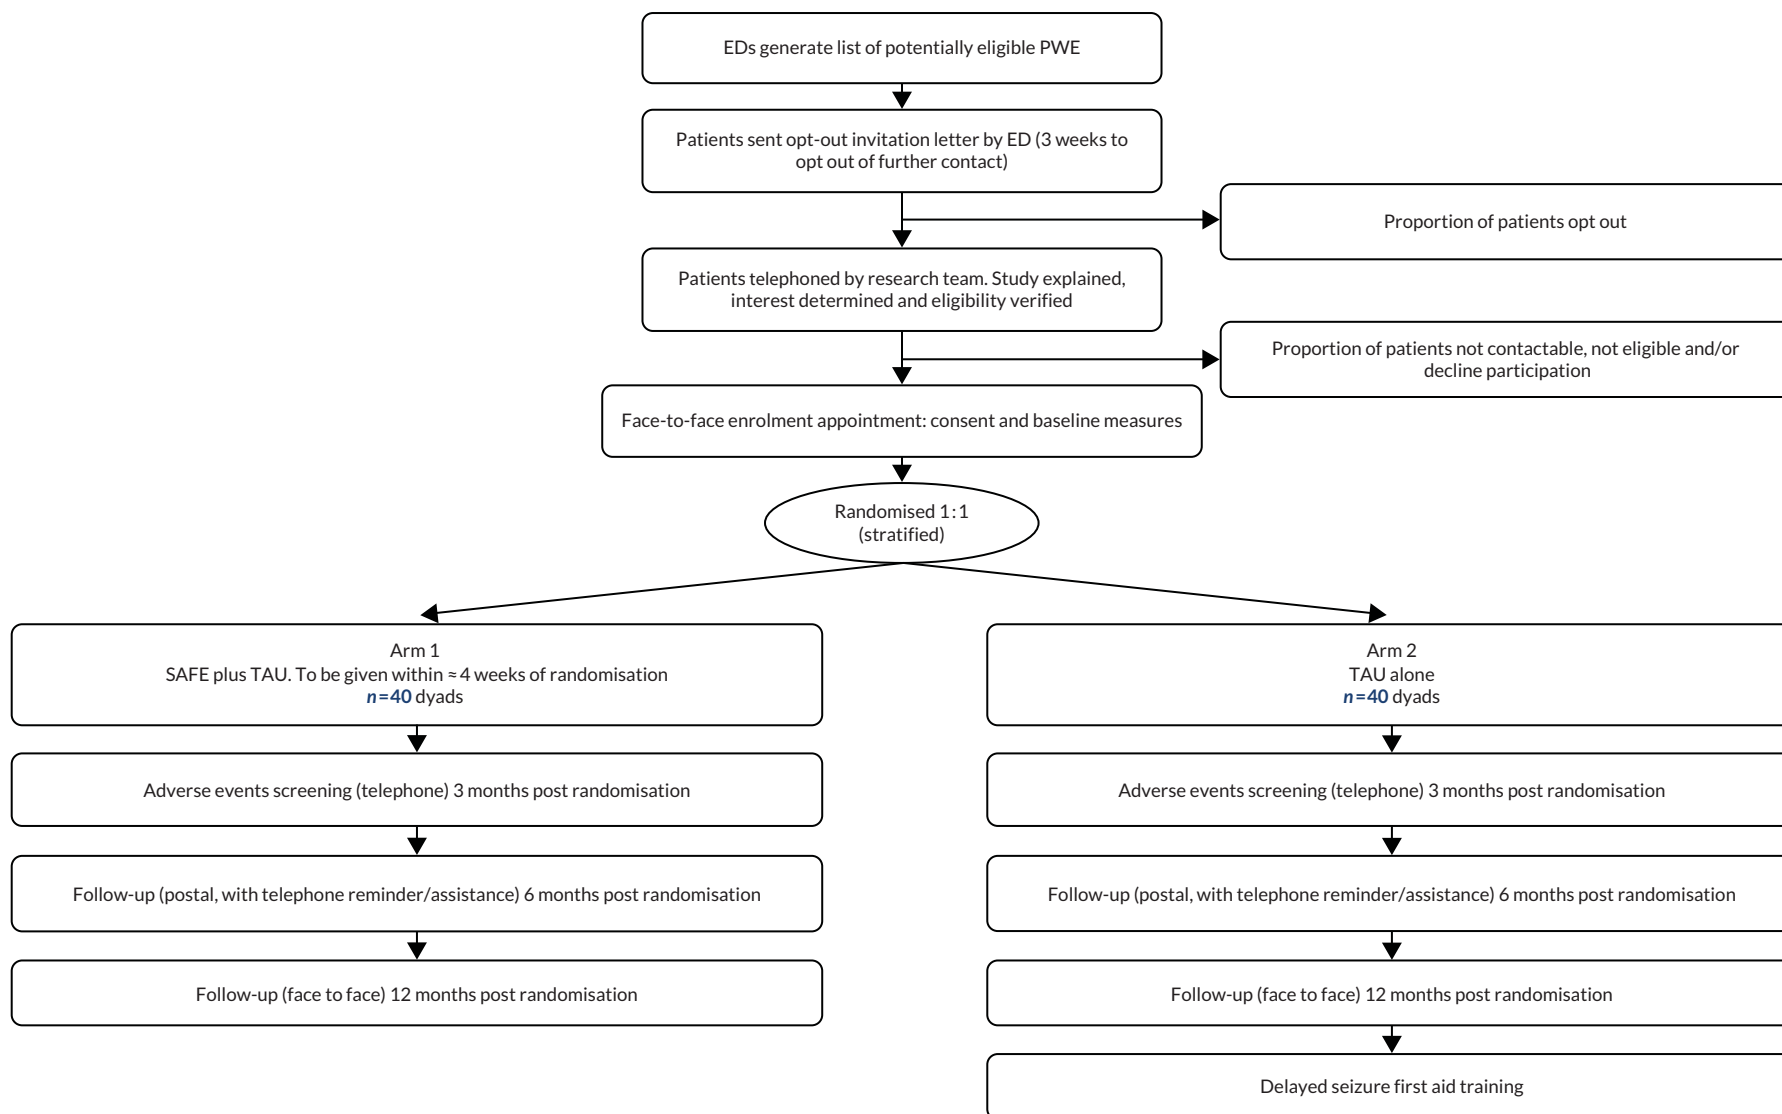 EDs generate list of potentially eligible PWE
Patients sent opt-out invitation letter by ED (3 weeks to
opt out of further contact)
Proportion of patients opt out
Patients telephoned by research team. Study explained,
interest determined and eligibility verified
Proportion of patients not contactable, not eligible and/or
decline participation
Face-to-face enrolment appointment: consent and baseline measures
Randomised 1:1
(stratified)
Arm 1
SAFE plus TAU. To be given within ≈ 4 weeks of randomisation
n=40 dyads
Adverse events screening (telephone) 3 months post randomisation
Follow-up (postal, with telephone reminder/assistance) 6 months post randomisation
Follow-up (face to face) 12 months post randomisation
Arm 2
TAU alone
n=40 dyads
Adverse events screening (telephone) 3 months post randomisation
Follow-up (postal, with telephone reminder/assistance) 6 months post randomisation
Follow-up (face to face) 12 months post randomisation
Delayed seizure first aid training